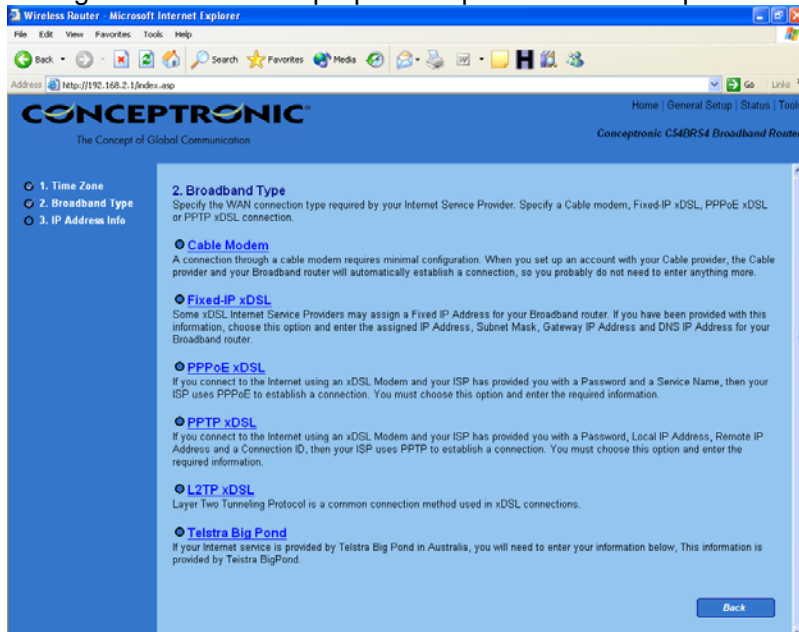 Wireless Router - Microsoft Internet Explorer
File Edit View Favorites Tools Help
Back Search Favorites Media
Address http://192.168.2.1/index.asp Go Links
CONCEPTRONIC
The Concept of Global Communication
Home | General Setup | Status | Tools
Conceptronic C54BRS4 Broadband Router
1. Time Zone
2. Broadband Type
3. IP Address Info
2. Broadband Type
Specify the WAN connection type required by your Internet Service Provider. Specify a Cable modem, Fixed-IP xDSL, PPPoE xDSL
or PPTP xDSL connection.
Cable Modem
A connection through a cable modem requires minimal configuration. When you set up an account with your Cable provider, the Cable
provider and your Broadband router will automatically establish a connection, so you probably do not need to enter anything more.
Fixed-IP xDSL
Some xDSL Internet Service Providers may assign a Fixed IP Address for your Broadband router. If you have been provided with this
information, choose this option and enter the assigned IP Address, Subnet Mask, Gateway IP Address and DNS IP Address for your
Broadband router.
PPPoE xDSL
If you connect to the Internet using an xDSL Modem and your ISP has provided you with a Password and a Service Name, then your
ISP uses PPPoE to establish a connection. You must choose this option and enter the required information.
PPTP xDSL
If you connect to the Internet using an xDSL Modem and your ISP has provided you with a Password, Local IP Address, Remote IP
Address and a Connection ID, then your ISP uses PPTP to establish a connection. You must choose this option and enter the
required information.
L2TP xDSL
Layer Two Tunneling Protocol is a common connection method used in xDSL connections.
Telstra Big Pond
If your Internet service is provided by Telstra Big Pond in Australia, you will need to enter your information below, This information is
provided by Teistra BigPond.
Back